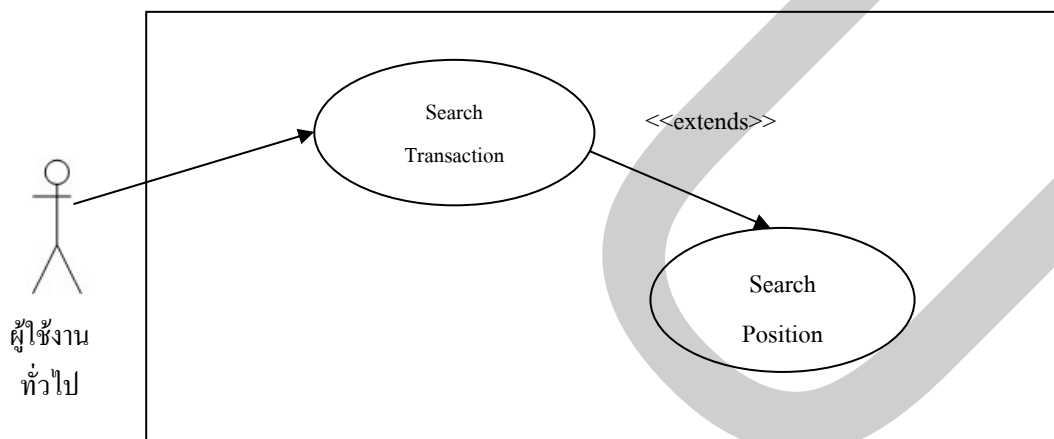 Search
Transaction
<<extends>>
Search
Position
ผู้ใช้งาน
ทั่วไป